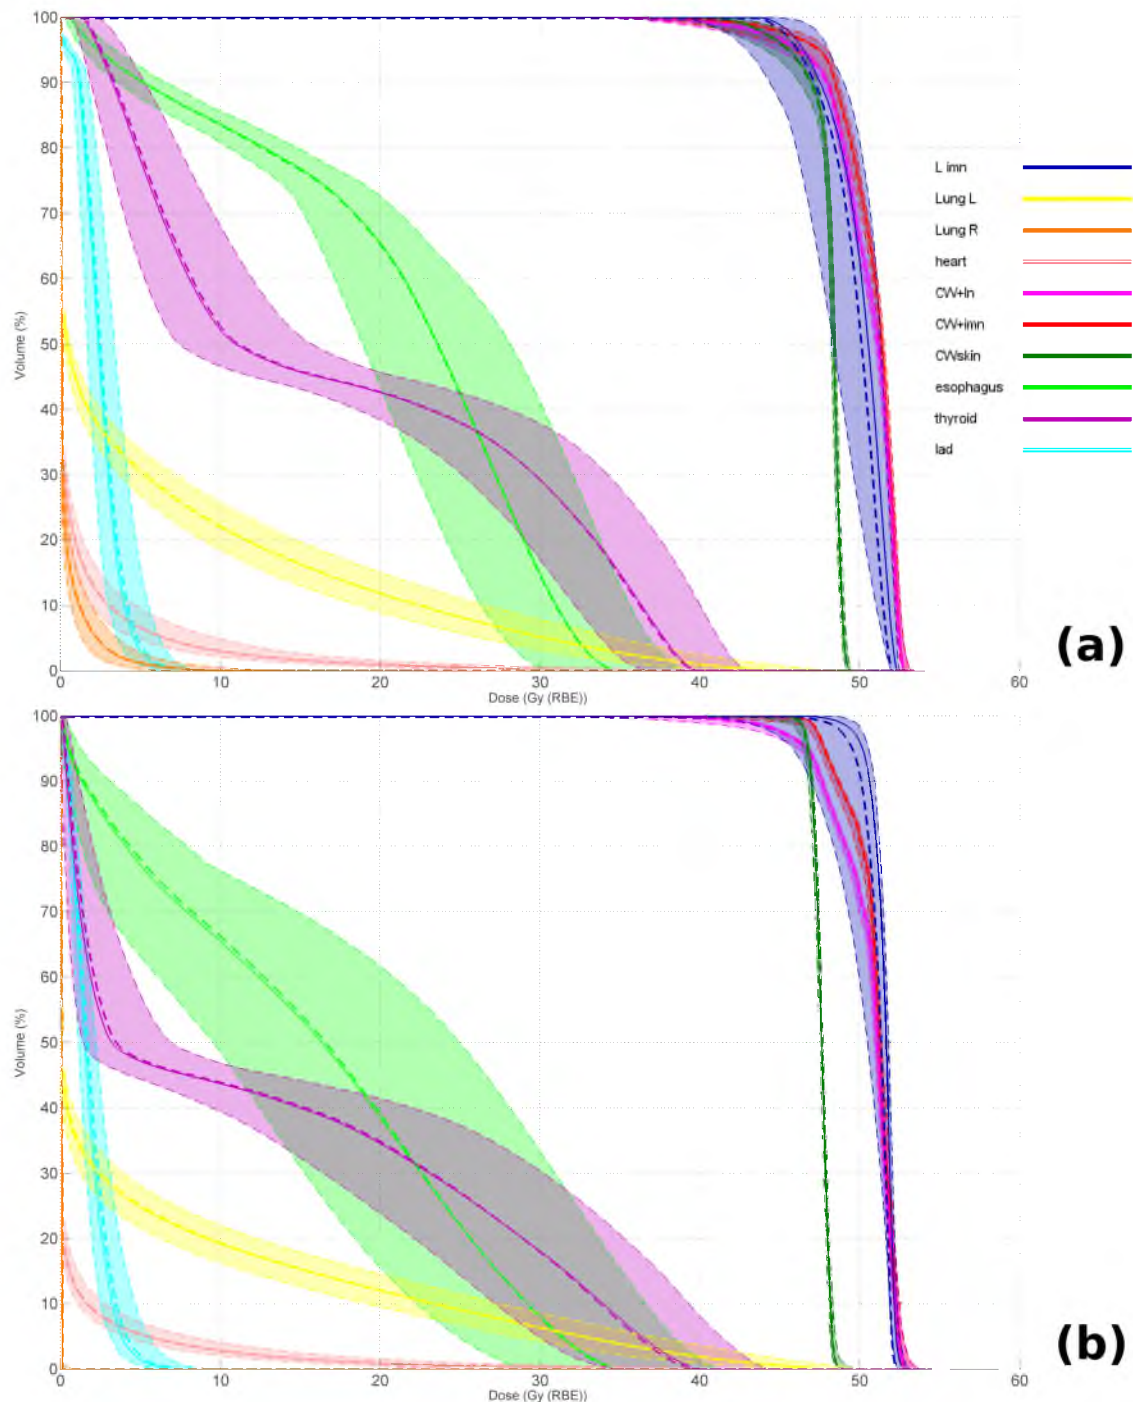 100
90
80
70
60
50
40
30
20
10
0
Volume (%)
0 10 20 30 40 50 60
Dose (Gy (RBE))
L imn
Lung L
Lung R
heart
CW+ln
CW+imn
CWskin
esophagus
thyroid
lad
(a)
100
90
80
70
60
50
40
30
20
10
0
Volume (%)
0 10 20 30 40 50 60
Dose (Gy (RBE))
(b)